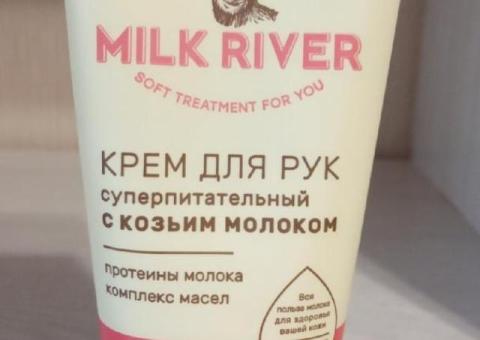 MILK RIVER
SOFT TREATMENT FOR YOU
КРЕМ ДЛЯ РУК
суперпитательный
С КОЗЬИМ МОЛОКОМ
протеины молока
комплекс масел
Вся
польза молока
для здоровья
вашей кожи